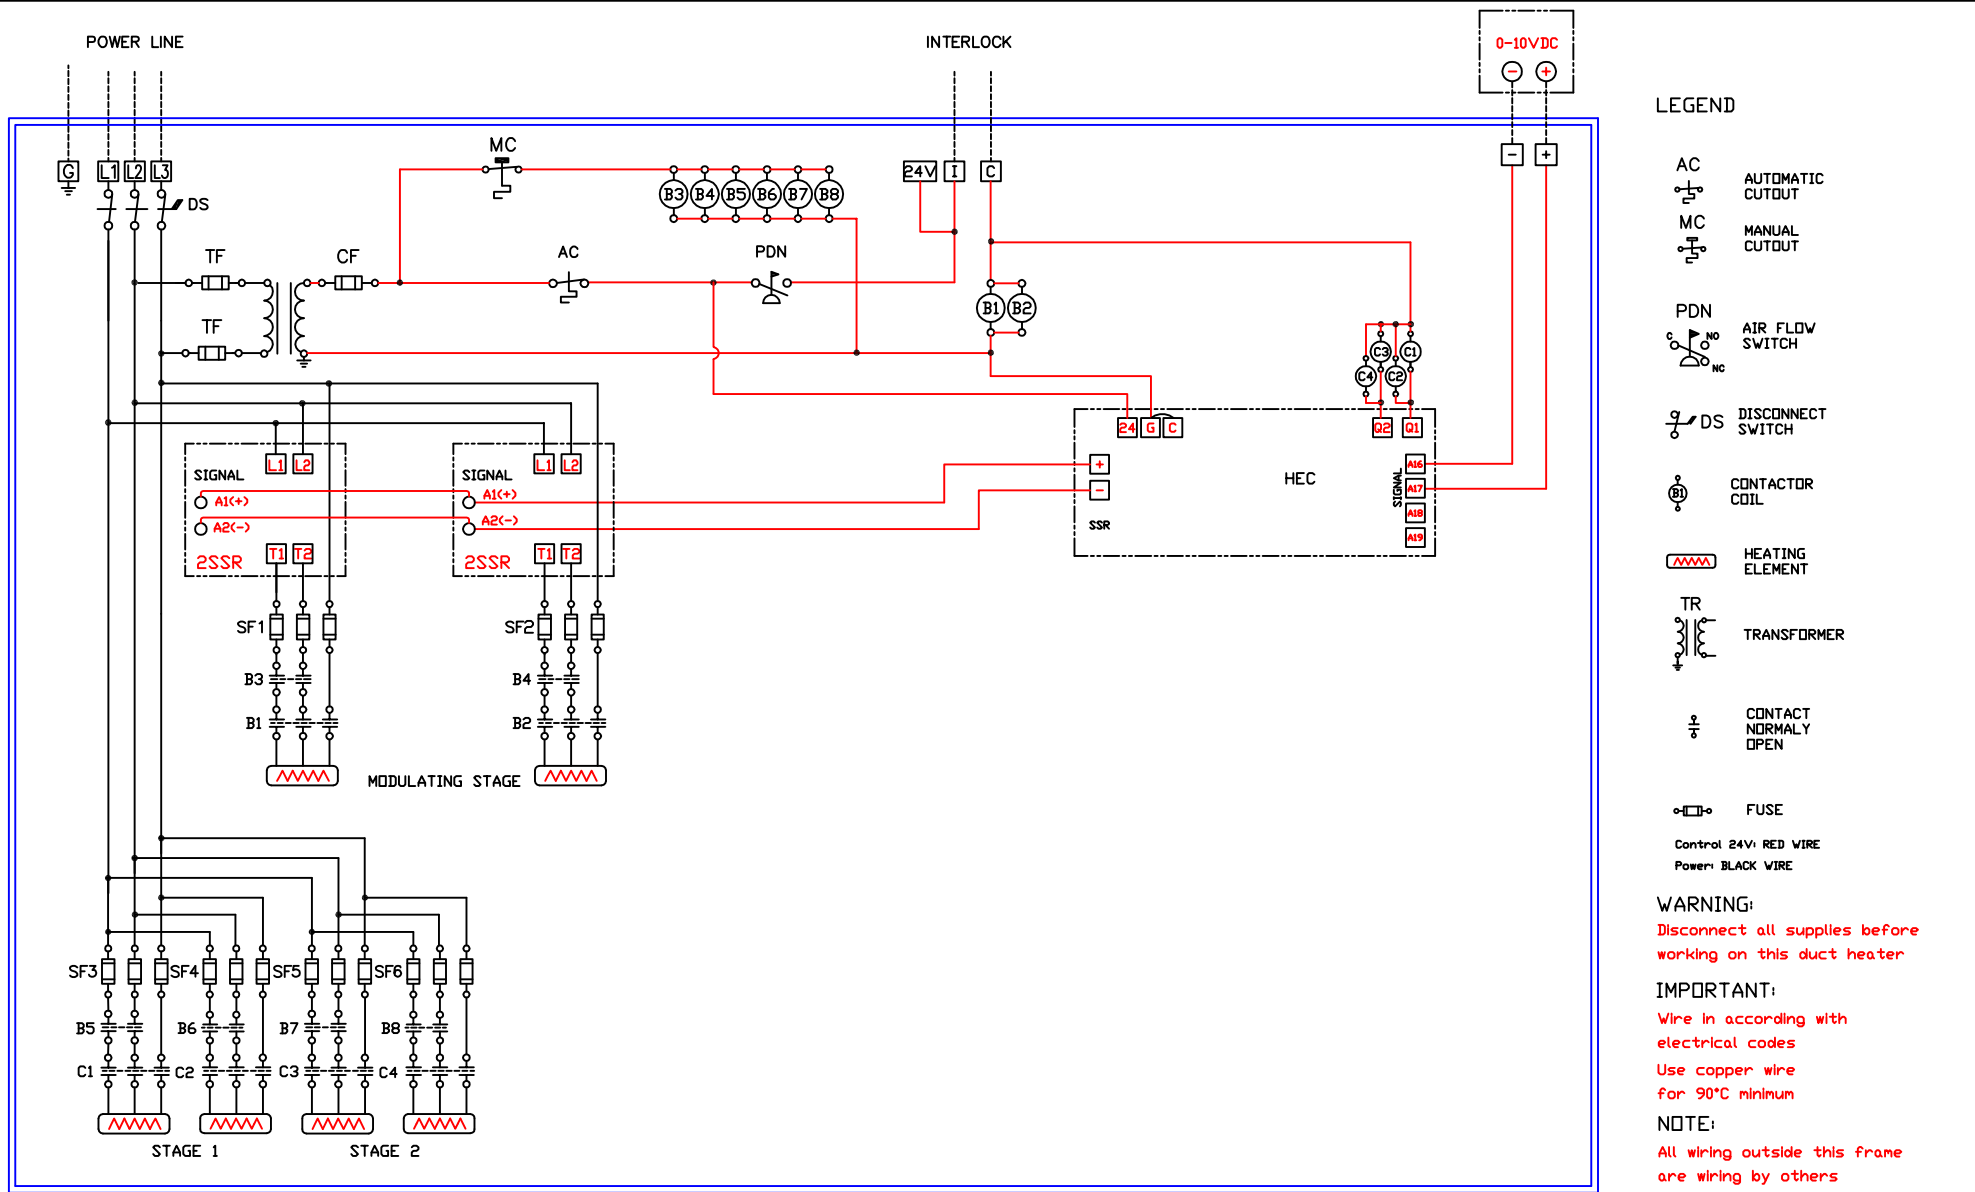 POWER LINE
INTERLOCK
0-10VDC
- +
G L1 L2 L3
DS
MC
B3 B4 B5 B6 B7 B8
24V I C
- +
TF
CF
AC
PDN
TF
B1 B2
C3 C1
C4 C2
24 G C
Q2 Q1
L1 L2
SIGNAL
A1(+)
A2(-)
2SSR
T1 T2
L1 L2
SIGNAL
A1(+)
A2(-)
2SSR
T1 T2
+
-
SSR
HEC
SIGNAL
A16
A17
A18
A19
SF1
B3
B1
SF2
B4
B2
MODULATING STAGE
SF3 SF4 SF5 SF6
B5 B6 B7 B8
C1 C2 C3 C4
STAGE 1
STAGE 2
LEGEND
AC
AUTOMATIC
CUTOUT
MC
MANUAL
CUTOUT
PDN
C NO
NC
AIR FLOW
SWITCH
DS
DISCONNECT
SWITCH
B1
CONTACTOR
COIL
HEATING
ELEMENT
TR
TRANSFORMER
CONTACT
NORMALY
OPEN
FUSE
Control 24V: RED WIRE
Power: BLACK WIRE
WARNING:
Disconnect all supplies before
working on this duct heater
IMPORTANT:
Wire in according with
electrical codes
Use copper wire
for 90°C minimum
NOTE:
All wiring outside this frame
are wiring by others